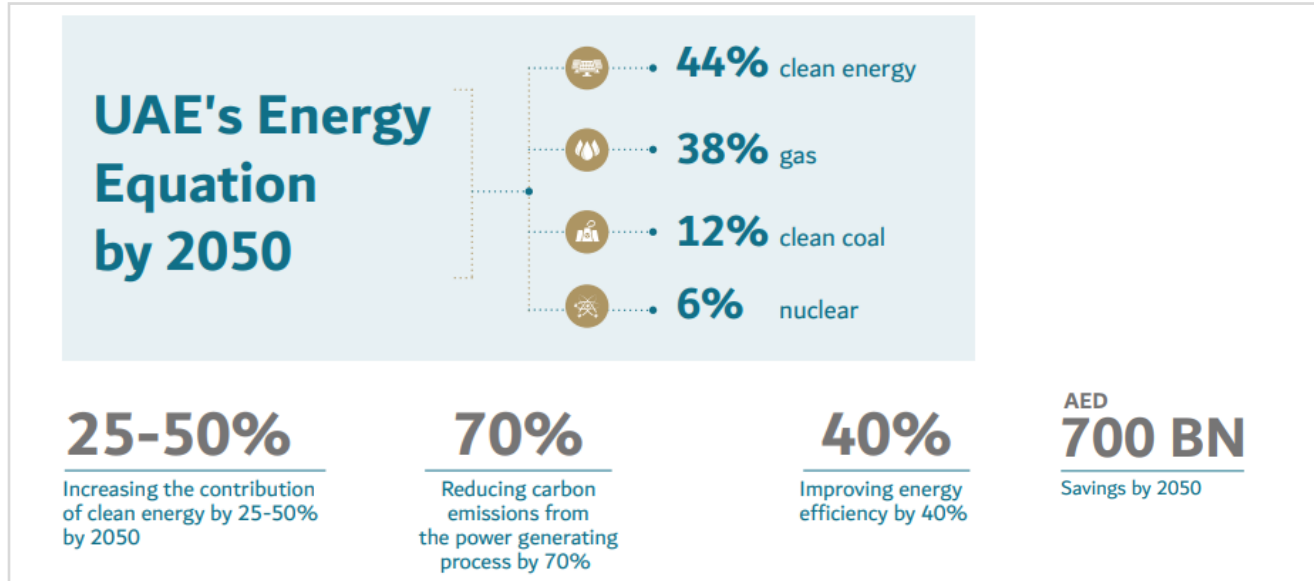 UAE's Energy
Equation
by 2050
44% clean energy
38% gas
12% clean coal
6% nuclear
25-50%
Increasing the contribution
of clean energy by 25-50%
by 2050
70%
Reducing carbon
emissions from
the power generating
process by 70%
40%
Improving energy
efficiency by 40%
AED
700 BN
Savings by 2050